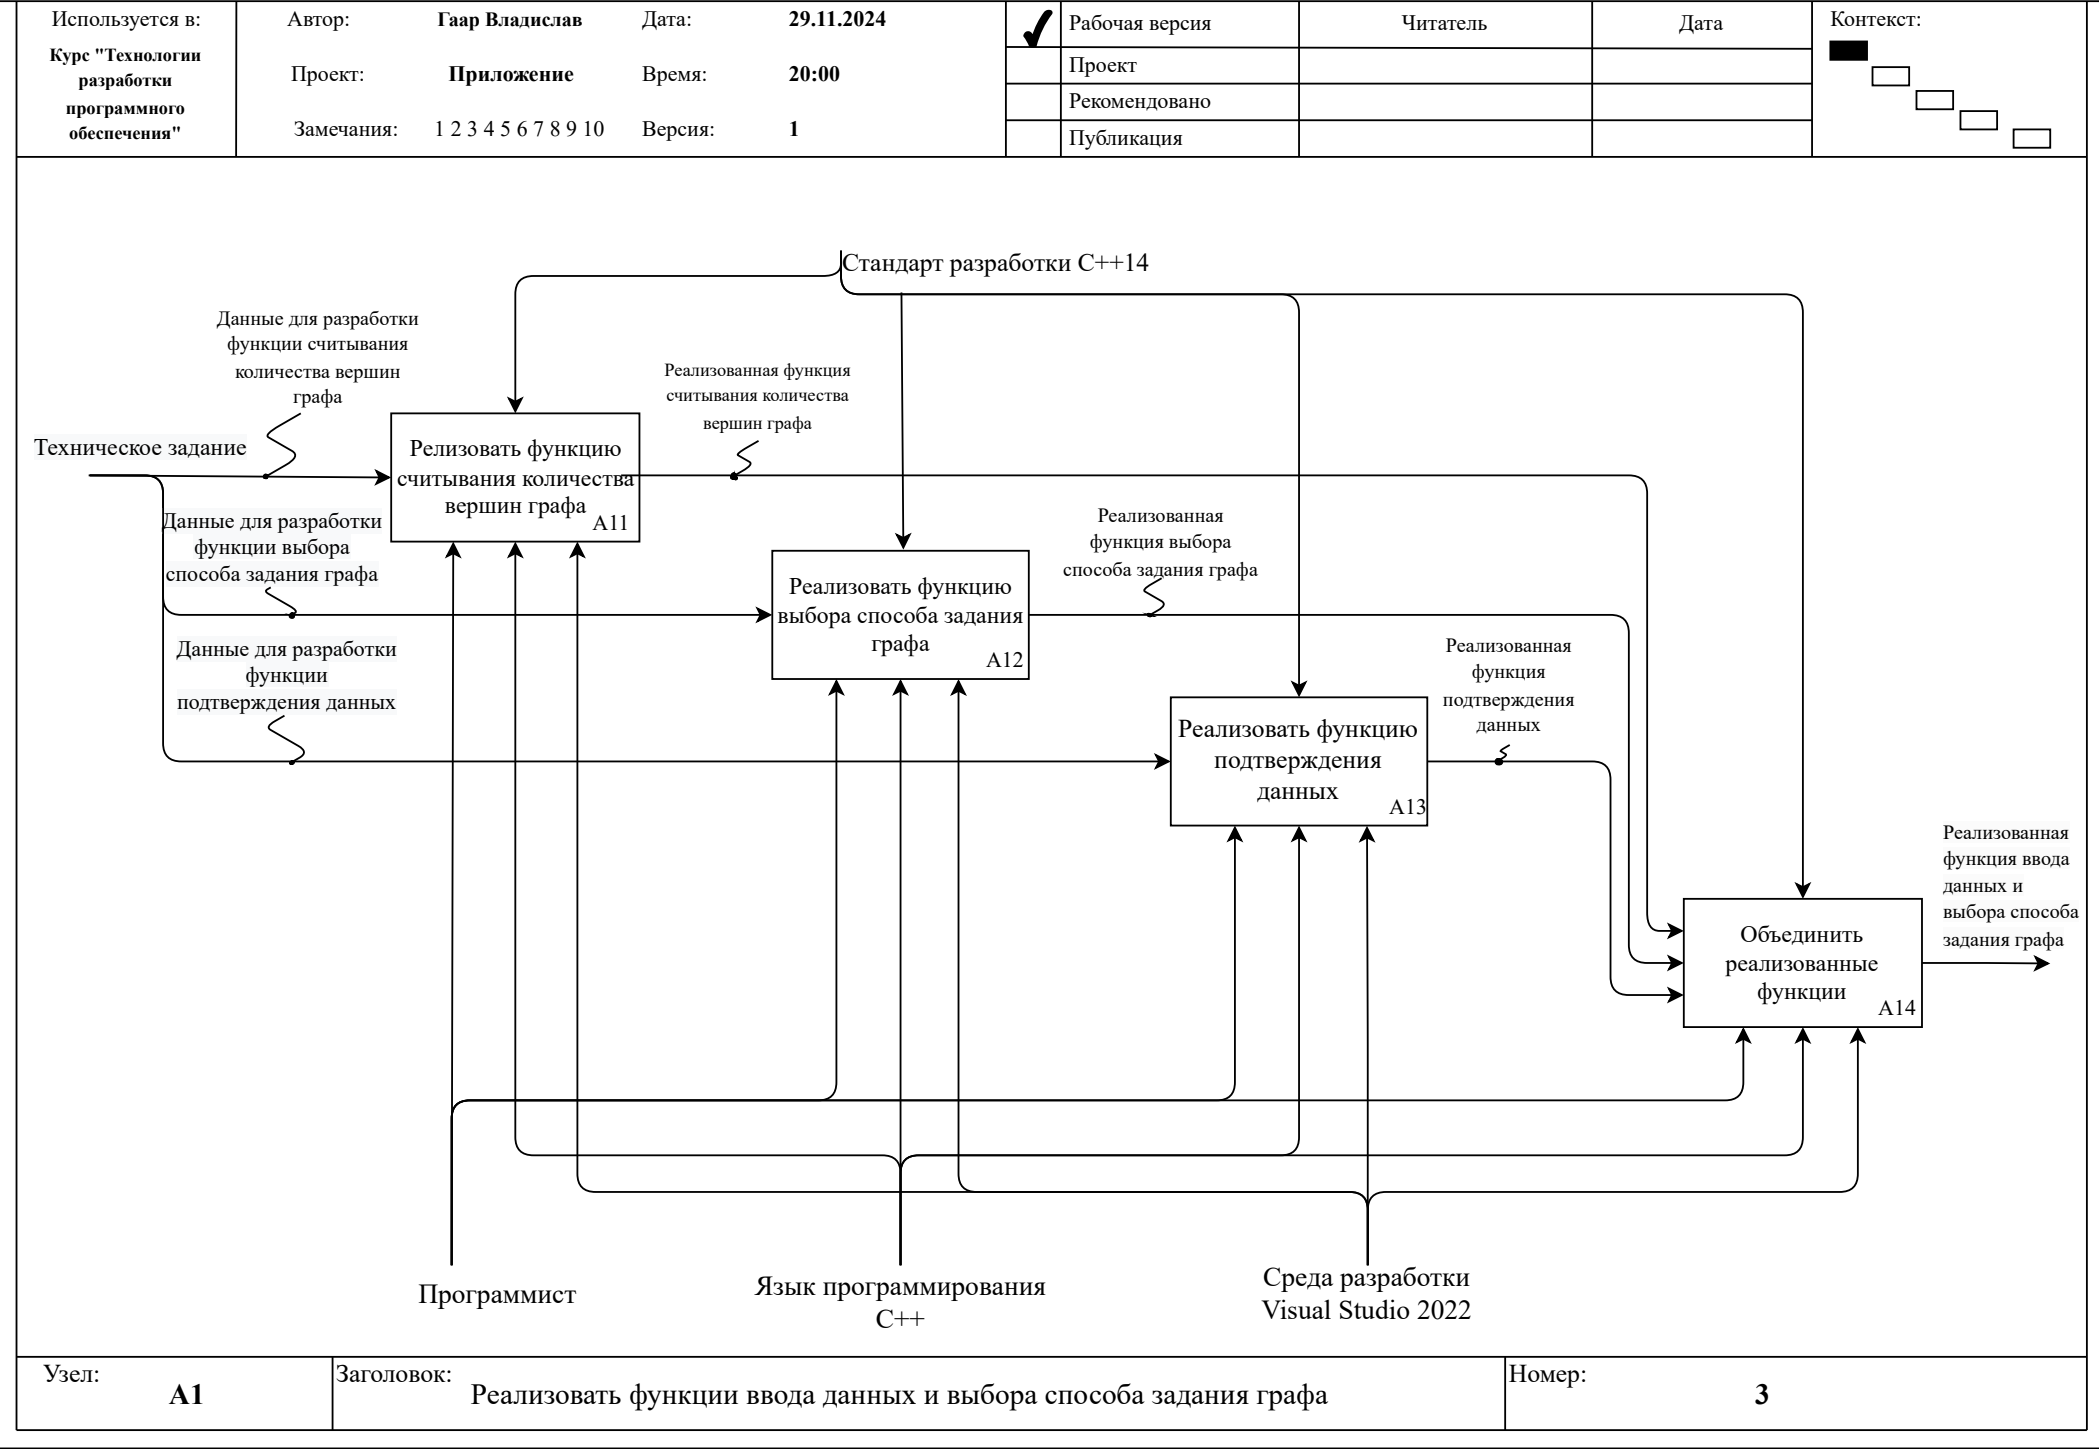 Используется в:
Курс "Технологии
разработки
программного
обеспечения"
Автор:
Гаар Владислав
Дата:
29.11.2024
Проект:
Приложение
Время:
20:00
Замечания:
1 2 3 4 5 6 7 8 9 10
Версия:
1
Рабочая версия
Читатель
Дата
Проект
Рекомендовано
Публикация
Контекст:
Стандарт разработки C++14
Данные для разработки
функции считывания
количества вершин
графа
Реализованная функция
считывания количества
вершин графа
Техническое задание
Релизовать функцию
считывания количества
вершин графа
A11
Данные для разработки
функции выбора
способа задания графа
Реализованная
функция выбора
способа задания графа
Реализовать функцию
выбора способа задания
графа
A12
Данные для разработки
функции
подтверждения данных
Реализованная
функция
подтверждения
данных
Реализовать функцию
подтверждения
данных
A13
Реализованная
функция ввода
данных и
выбора способа
задания графа
Объединить
реализованные
функции
A14
Программист
Язык программирования
C++
Среда разработки
Visual Studio 2022
Узел:
A1
Заголовок:
Реализовать функции ввода данных и выбора способа задания графа
Номер:
3